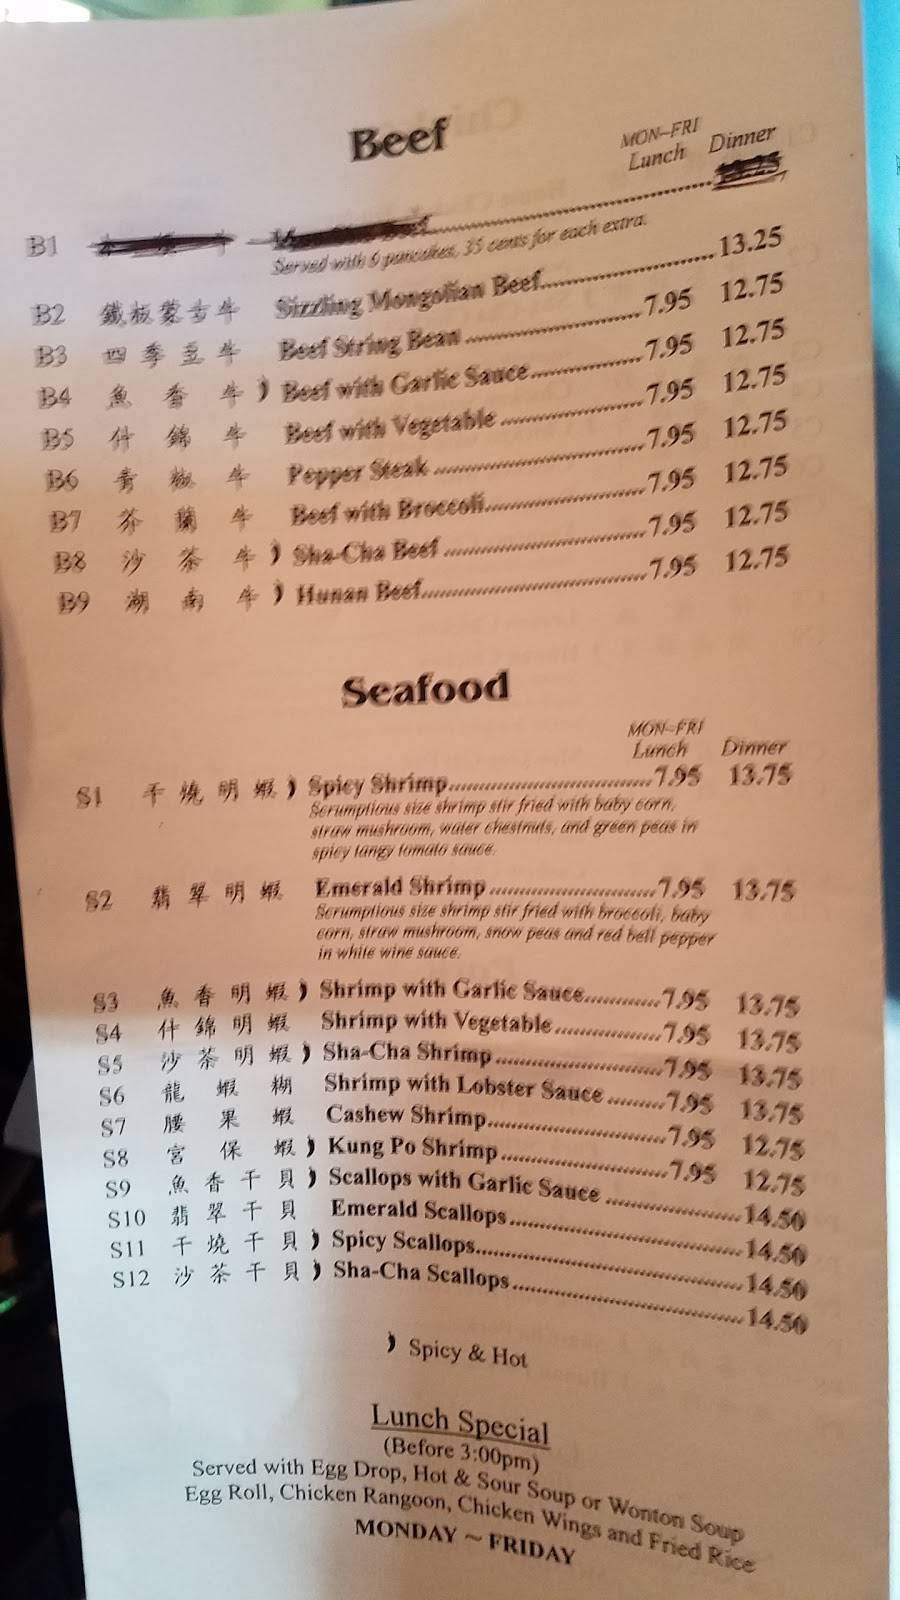 Beef
MON~FRI
Lunch Dinner
B1
Served with 6 pancakes, 35 cents for each extra.
B2 鐵板蒙古牛 Sizzling Mongolian Beef 13.25
B3 四季豆牛 Beef String Bean 7.95 12.75
B4 魚香牛 Beef with Garlic Sauce 7.95 12.75
B5 什錦牛 Beef with Vegetable 7.95 12.75
B6 青椒牛 Pepper Steak 7.95 12.75
B7 芥蘭牛 Beef with Broccoli 7.95 12.75
B8 沙茶牛 Sha-Cha Beef 7.95 12.75
B9 湖南牛 Hunan Beef 7.95 12.75
Seafood
MON~FRI
Lunch Dinner
S1 干燒明蝦 Spicy Shrimp 7.95 13.75
Scrumptious size shrimp stir fried with baby corn,
straw mushroom, water chestnuts, and green peas in
spicy tangy tomato sauce.
S2 翡翠明蝦 Emerald Shrimp 7.95 13.75
Scrumptious size shrimp stir fried with broccoli, baby
corn, straw mushroom, snow peas and red bell pepper
in white wine sauce.
S3 魚香明蝦 Shrimp with Garlic Sauce 7.95 13.75
S4 什錦明蝦 Shrimp with Vegetable 7.95 13.75
S5 沙茶明蝦 Sha-Cha Shrimp 7.95 13.75
S6 龍蝦糊 Shrimp with Lobster Sauce 7.95 13.75
S7 腰果蝦 Cashew Shrimp 7.95 12.75
S8 宮保蝦 Kung Po Shrimp 7.95 12.75
S9 魚香干貝 Scallops with Garlic Sauce 14.50
S10 翡翠干貝 Emerald Scallops 14.50
S11 干燒干貝 Spicy Scallops 14.50
S12 沙茶干貝 Sha-Cha Scallops 14.50
Spicy & Hot
Lunch Special
(Before 3:00pm)
Served with Egg Drop, Hot & Sour Soup or Wonton Soup
Egg Roll, Chicken Rangoon, Chicken Wings and Fried Rice
MONDAY ~ FRIDAY